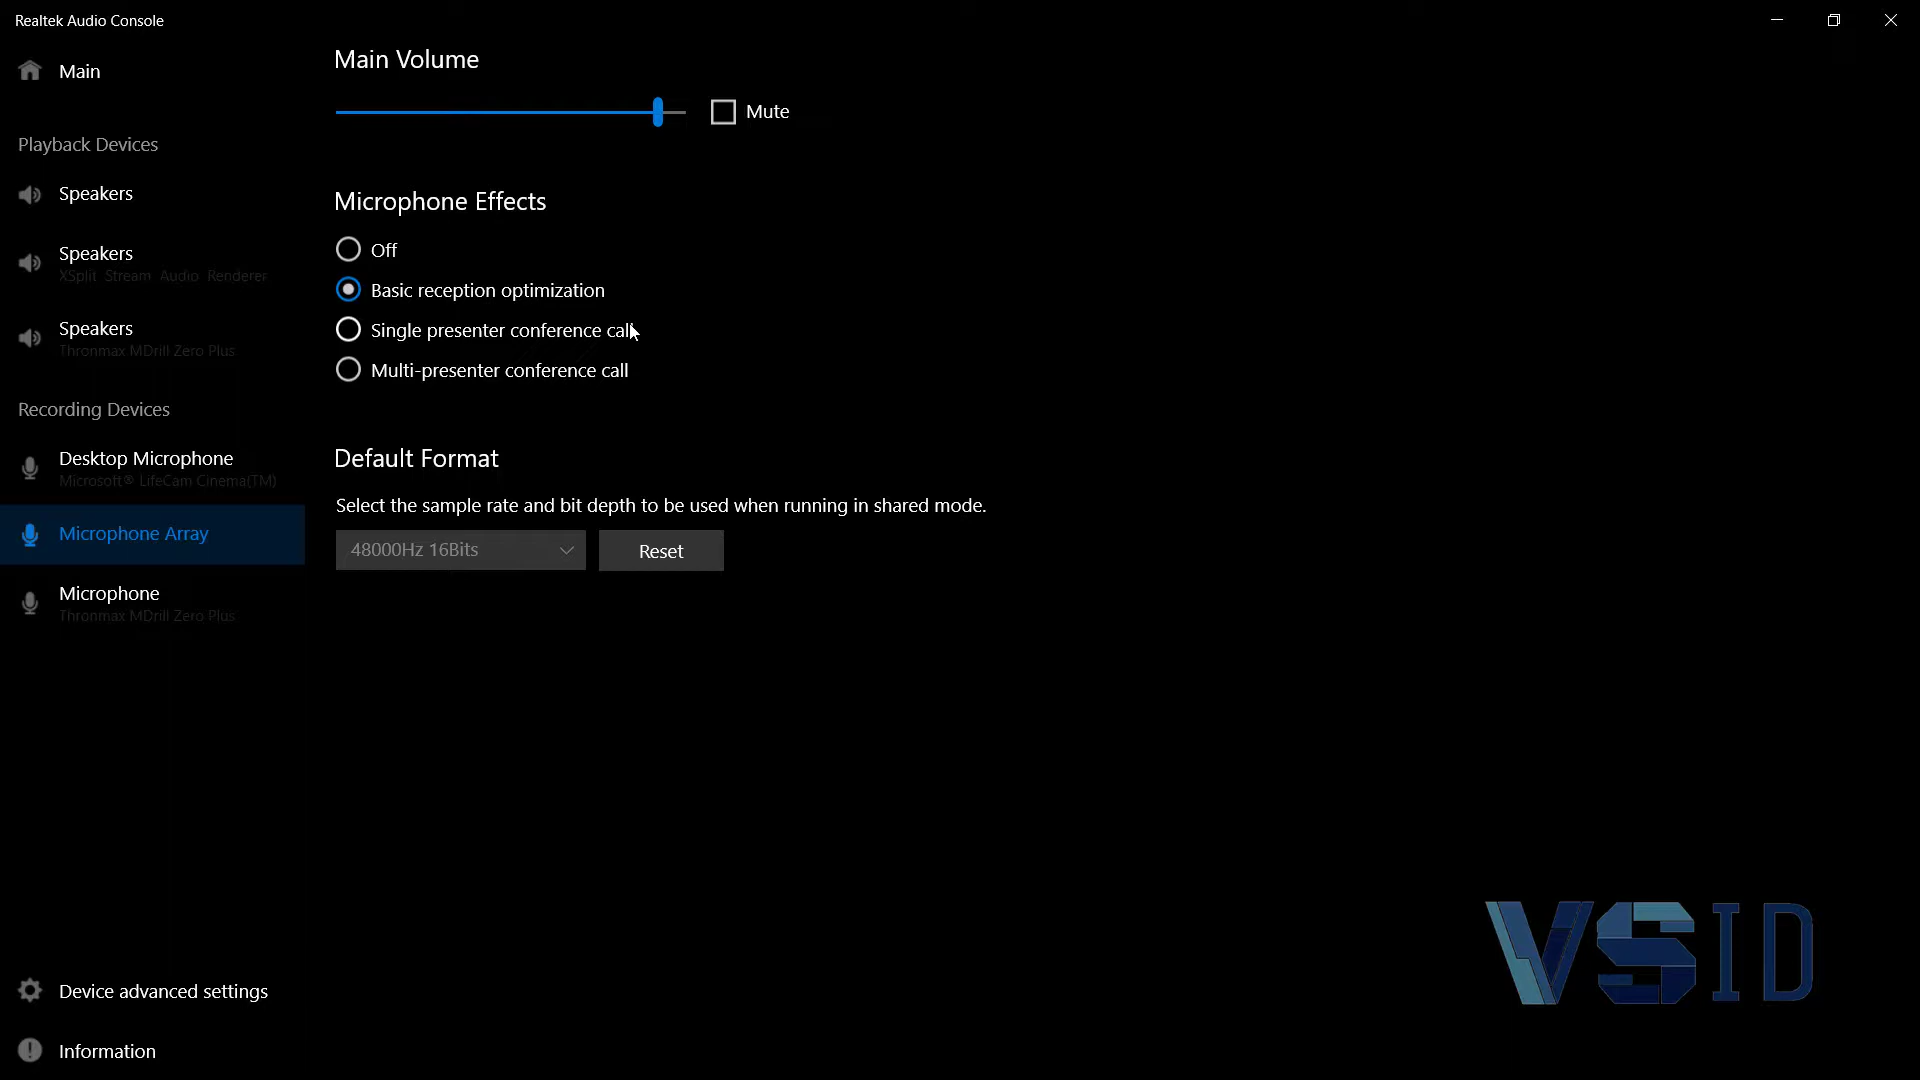 Realtek Audio Console
Main
Playback Devices
Speakers
Speakers
XSplit Stream Audio Renderer
Speakers
Thronmax MDrill Zero Plus
Recording Devices
Desktop Microphone
Microsoft® LifeCam Cinema(TM)
Microphone Array
Microphone
Thronmax MDrill Zero Plus
Device advanced settings
Information
Main Volume
Mute
Microphone Effects
Off
Basic reception optimization
Single presenter conference call
Multi-presenter conference call
Default Format
Select the sample rate and bit depth to be used when running in shared mode.
48000Hz 16Bits
Reset
VSID